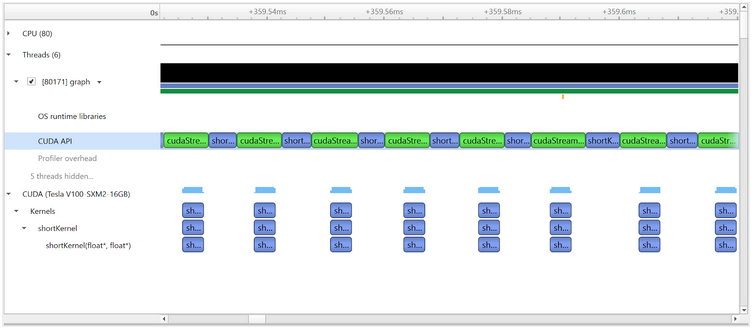 0s +359.54ms +359.56ms +359.58ms +359.6ms +359.
CPU (80)
Threads (6)
[80171] graph
OS runtime libraries
CUDA API cudaStre... shor... cudaStre... short... cudaStrea... shor... cudaStre... short... cudaStre... short... cudaStream... shortK... cudaStrea... short... cudaStr...
Profiler overhead
5 threads hidden...
CUDA (Tesla V100-SXM2-16GB)
Kernels sh... sh... sh... sh... sh... sh... sh... sh...
shortKernel sh... sh... sh... sh... sh... sh... sh... sh...
shortKernel(float*, float*) sh... sh... sh... sh... sh... sh... sh... sh...